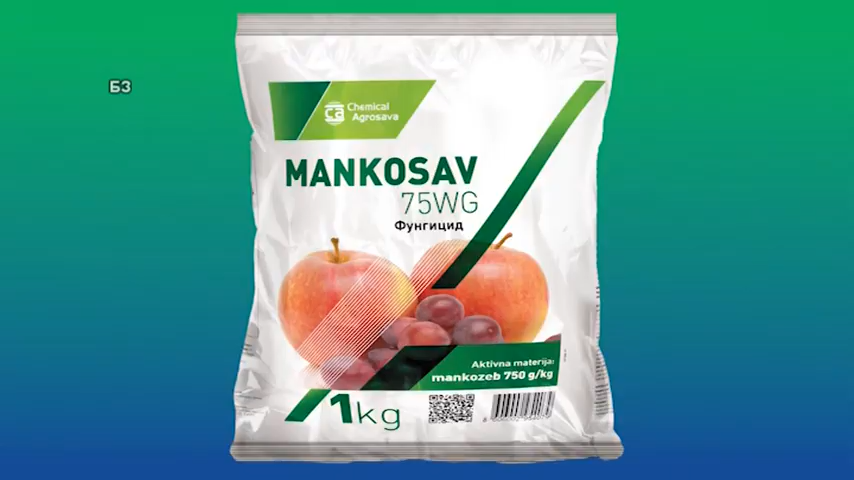 БЗ
Chemical
Agrosava
MANKOSAV
75WG
Фунгицид
Aktivna materija:
mankozeb 750 g/kg
1kg